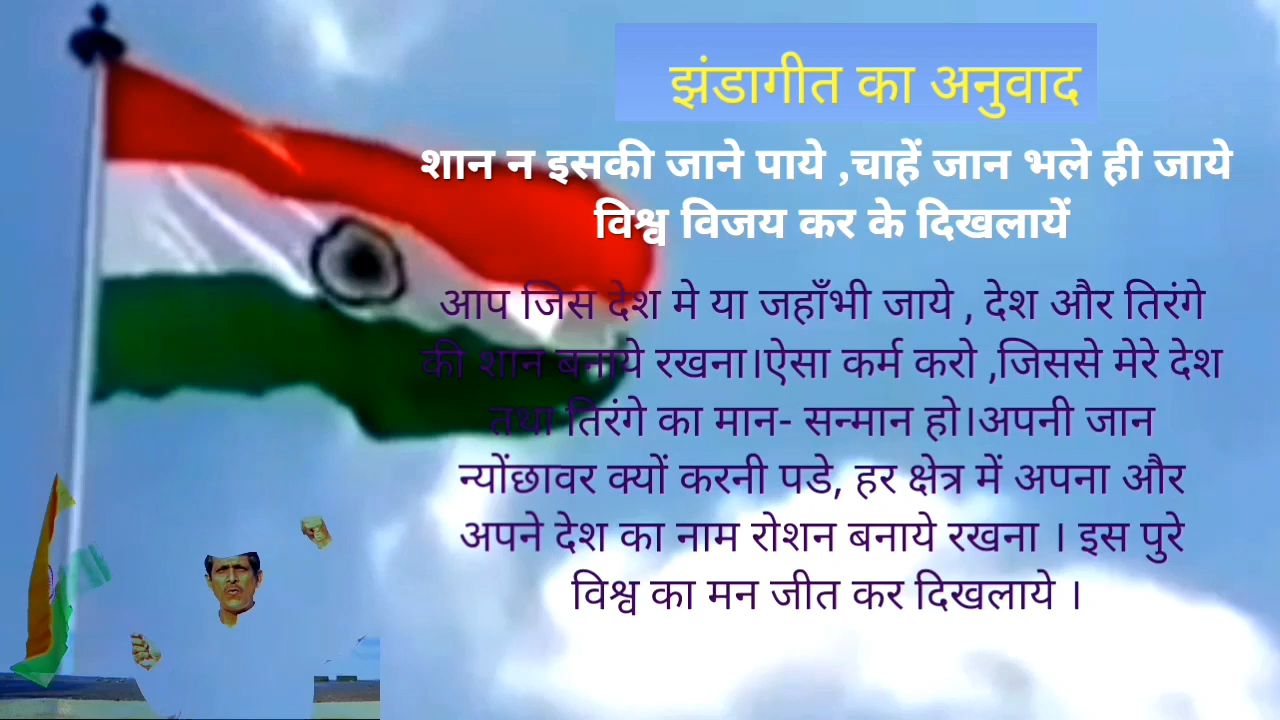 झंडागीत का अनुवाद
शान न इसकी जाने पाये ,चाहें जान भले ही जाये
विश्व विजय कर के दिखलायें
आप जिस देश मे या जहाँभी जाये , देश और तिरंगे
की शान बनाये रखना।ऐसा कर्म करो ,जिससे मेरे देश
तथा तिरंगे का मान- सन्मान हो।अपनी जान
न्योंछावर क्यों करनी पडे, हर क्षेत्र में अपना और
अपने देश का नाम रोशन बनाये रखना । इस पुरे
विश्व का मन जीत कर दिखलाये ।